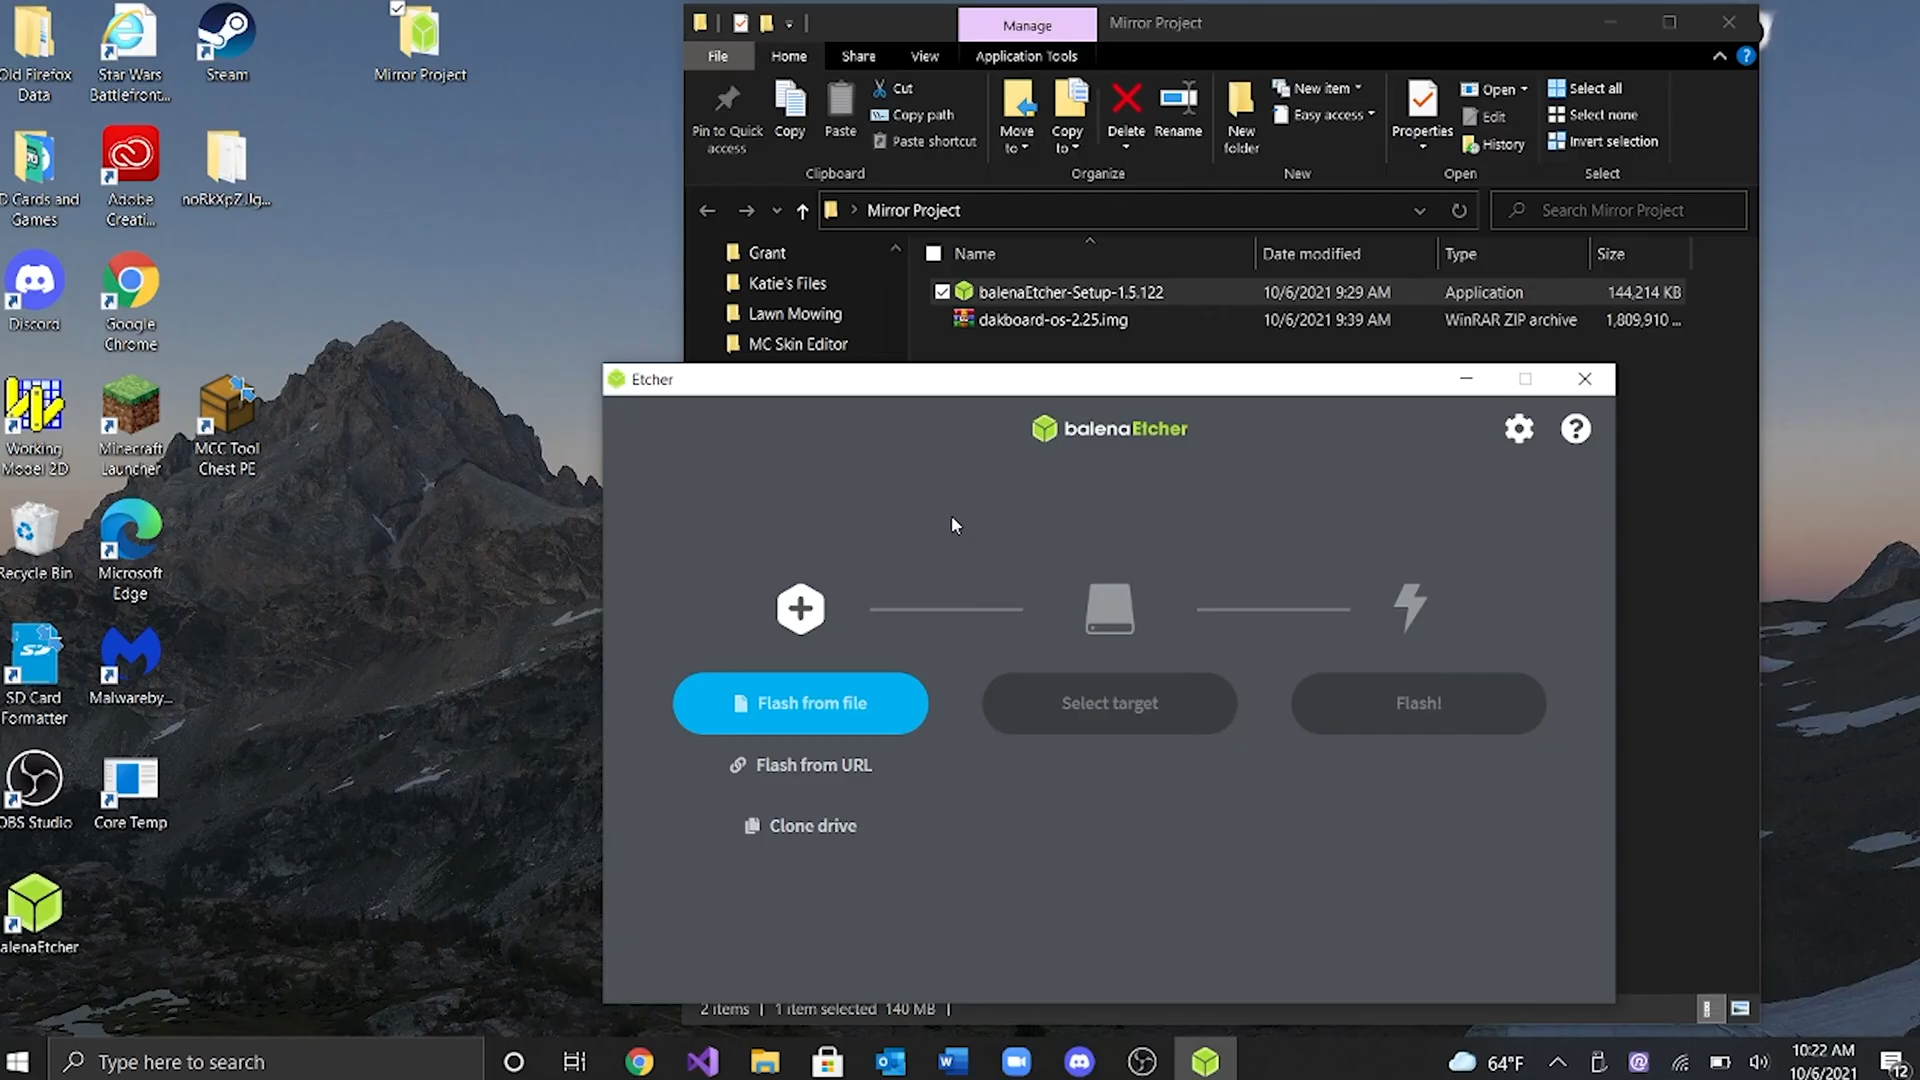 Manage
Mirror Project
File
Home
Share
View
Application Tools
Pin to Quick
access
Copy
Paste
Cut
Copy path
Paste shortcut
Clipboard
Move
to
Copy
to
Delete
Rename
Organize
New
folder
New item
Easy access
New
Properties
Open
Edit
History
Open
Select all
Select none
Invert selection
Select
Mirror Project
Search Mirror Project
Grant
Katie's Files
Lawn Mowing
MC Skin Editor
Name
Date modified
Type
Size
balenaEtcher-Setup-1.5.122
10/6/2021 9:29 AM
Application
144,214 KB
dakboard-os-2.25.img
10/6/2021 9:39 AM
WinRAR ZIP archive
1,809,910 ...
2 items
1 item selected 140 MB
Etcher
balenaEtcher
Flash from file
Select target
Flash!
Flash from URL
Clone drive
Old Firefox
Data
Star Wars
Battlefront...
Steam
Mirror Project
D Cards and
Games
Adobe
Creati...
Discord
Google
Chrome
Working
Model 2D
Minecraft
Launcher
MCC Tool
Chest PE
Recycle Bin
Microsoft
Edge
SD Card
Formatter
Malwareby...
OBS Studio
Core Temp
alenaEtcher
Type here to search
64°F
10:22 AM
10/6/2021
12